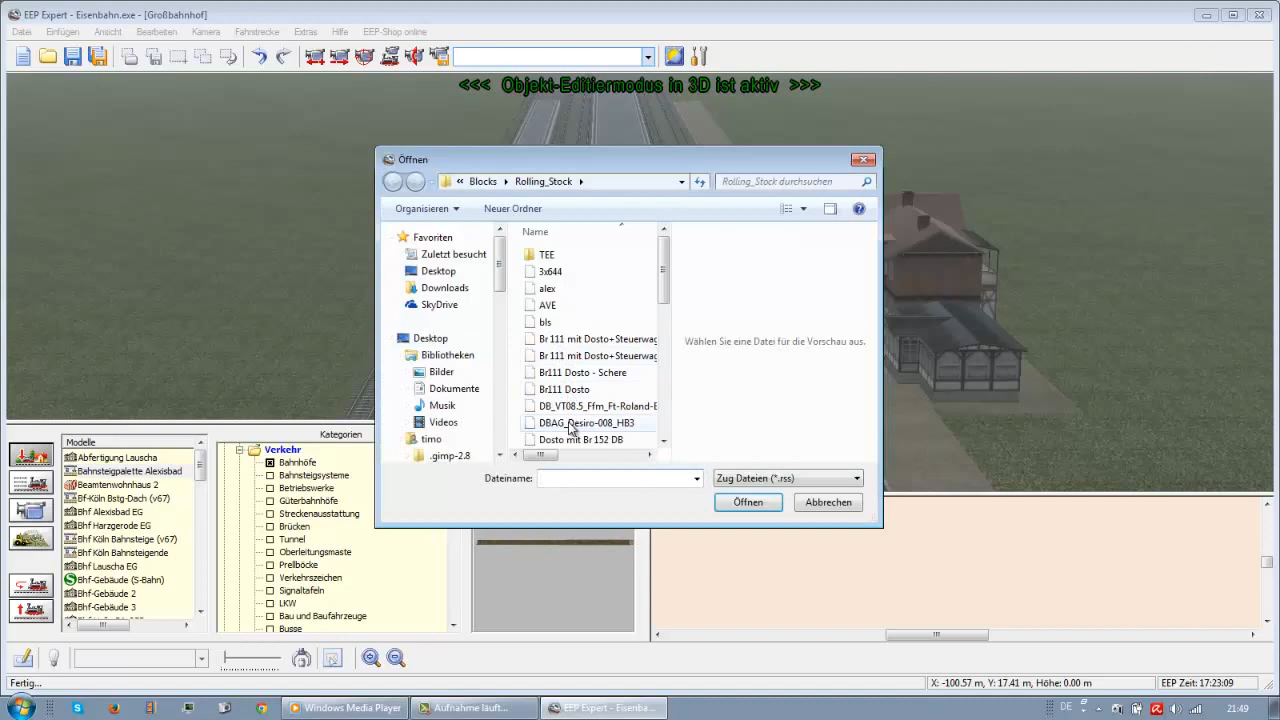 EEP Expert - Eisenbahn.exe - [Großbahnhof]
Datei Einfügen Ansicht Bearbeiten Kamera Fahrstrecke Extras Hilfe EEP-Shop online
<<< Objekt-Editiermodus in 3D ist aktiv >>>
Öffnen
« Blocks Rolling_Stock
Rolling_Stock durchsuchen
Organisieren Neuer Ordner
Favoriten
Zuletzt besucht
Desktop
Downloads
SkyDrive
Desktop
Bibliotheken
Bilder
Dokumente
Musik
Videos
timo
.gimp-2.8
Name
TEE
3x644
alex
AVE
bls
Br 111 mit Dosto+Steuerwag
Br 111 mit Dosto+Steuerwag
Br111 Dosto - Schere
Br111 Dosto
DB_VT08.5_Ffm_Ft-Roland-E
DBAG_Desiro-008_HB3
Dosto mit Br 152 DB
Wählen Sie eine Datei für die Vorschau aus.
Dateiname:
Zug Dateien (*.rss)
Öffnen Abbrechen
Modelle
Abfertigung Lauscha
Bahnsteigpalette Alexisbad
Beamtenwohnhaus 2
Bf-Köln Bstg-Dach (v67)
Bhf Alexisbad EG
Bhf Harzgerode EG
Bhf Köln Bahnsteige (v67)
Bhf Köln Bahnsteigende
Bhf Lauscha EG
Bhf-Gebäude (S-Bahn)
Bhf-Gebäude 2
Bhf-Gebäude 3
Kategorien
Verkehr
Bahnhöfe
Bahnsteigsysteme
Betriebswerke
Güterbahnhöfe
Streckenausstattung
Brücken
Tunnel
Oberleitungsmaste
Prellböcke
Verkehrszeichen
Signaltafeln
LKW
Bau und Baufahrzeuge
Busse
Fertig...
X: -100.57 m, Y: 17.41 m, Höhe: 0.00 m
EEP Zeit: 17:23:09
Windows Media Player
Aufnahme läuft...
EEP Expert - Eisenba...
DE
21:49